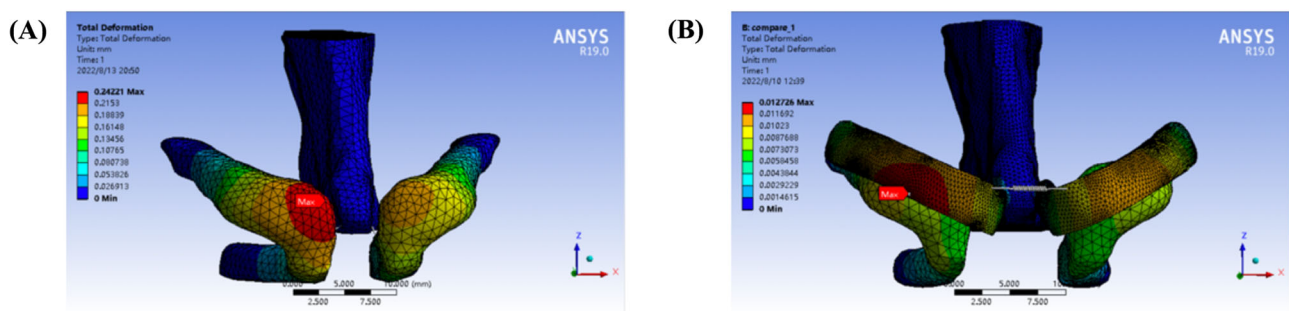 (A)
Total Deformation
Type: Total Deformation
Unit: mm
Time: 1
2022/8/13 20:50
0.24221 Max
0.2153
0.18839
0.16148
0.13456
0.10765
0.080738
0.053826
0.026913
0 Min
ANSYS
R19.0
Max
Z
X
0.000 5.000 10.000 (mm)
2.500 7.500
(B)
B: compare_1
Total Deformation
Type: Total Deformation
Unit: mm
Time: 1
2022/8/10 12:39
0.012726 Max
0.011692
0.01023
0.0087688
0.0073073
0.0058458
0.0043844
0.0029229
0.0014615
0 Min
ANSYS
R19.0
Max
Z
X
5.000
2.500 7.500